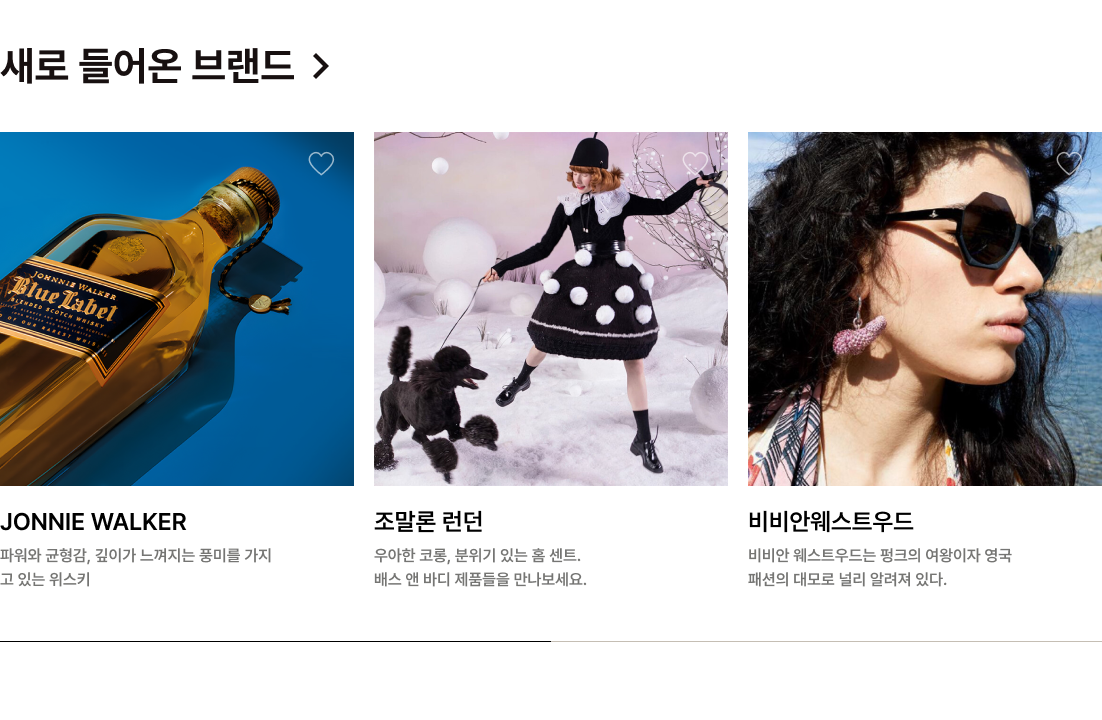 새로 들어온 브랜드
JOHNNIE WALKER
Blue Label
BLENDED SCOTCH WHISKY
OF OUR RAREST WHIS
JONNIE WALKER
파워와 균형감, 깊이가 느껴지는 풍미를 가지
고 있는 위스키
조말론 런던
우아한 코롱, 분위기 있는 홈 센트.
배스 앤 바디 제품들을 만나보세요.
비비안웨스트우드
비비안 웨스트우드는 펑크의 여왕이자 영국
패션의 대모로 널리 알려져 있다.